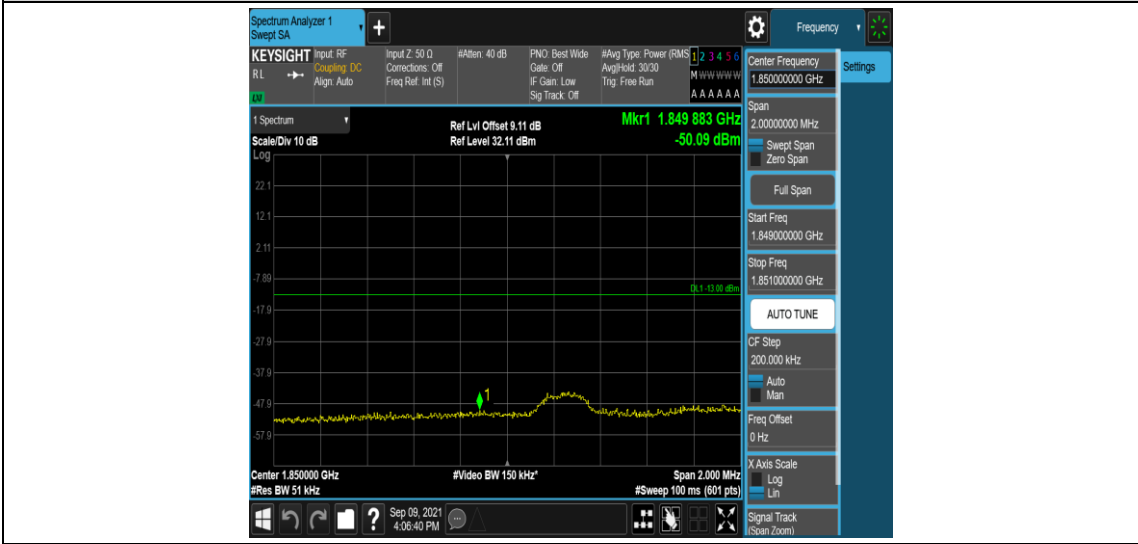 Spectrum Analyzer 1
Swept SA
+
Frequency
KEYSIGHT
RL
LM
Input: RF
Coupling: DC
Align: Auto
Input Z: 50 Ω
Corrections: Off
Freq Ref: Int (S)
#Atten: 40 dB
PNO: Best Wide
Gate: Off
IF Gain: Low
Sig Track: Off
#Avg Type: Power (RMS
Avg|Hold: 30/30
Trig: Free Run
1 2 3 4 5 6
M W W W W W
A A A A A A
1 Spectrum
Scale/Div 10 dB
Log
Ref Lvl Offset 9.11 dB
Ref Level 32.11 dBm
Mkr1 1.849 883 GHz
-50.09 dBm
22.1
12.1
2.11
-7.89
DL1 -13.00 dBm
-17.9
-27.9
-37.9
1
-47.9
-57.9
Center 1.850000 GHz
#Video BW 150 kHz*
Span 2.000 MHz
#Res BW 51 kHz
#Sweep 100 ms (601 pts)
?
Sep 09, 2021
4:06:40 PM
Settings
Center Frequency
1.850000000 GHz
Span
2.00000000 MHz
Swept Span
Zero Span
Full Span
Start Freq
1.849000000 GHz
Stop Freq
1.851000000 GHz
AUTO TUNE
CF Step
200.000 kHz
Auto
Man
Freq Offset
0 Hz
X Axis Scale
Log
Lin
Signal Track
(Span Zoom)